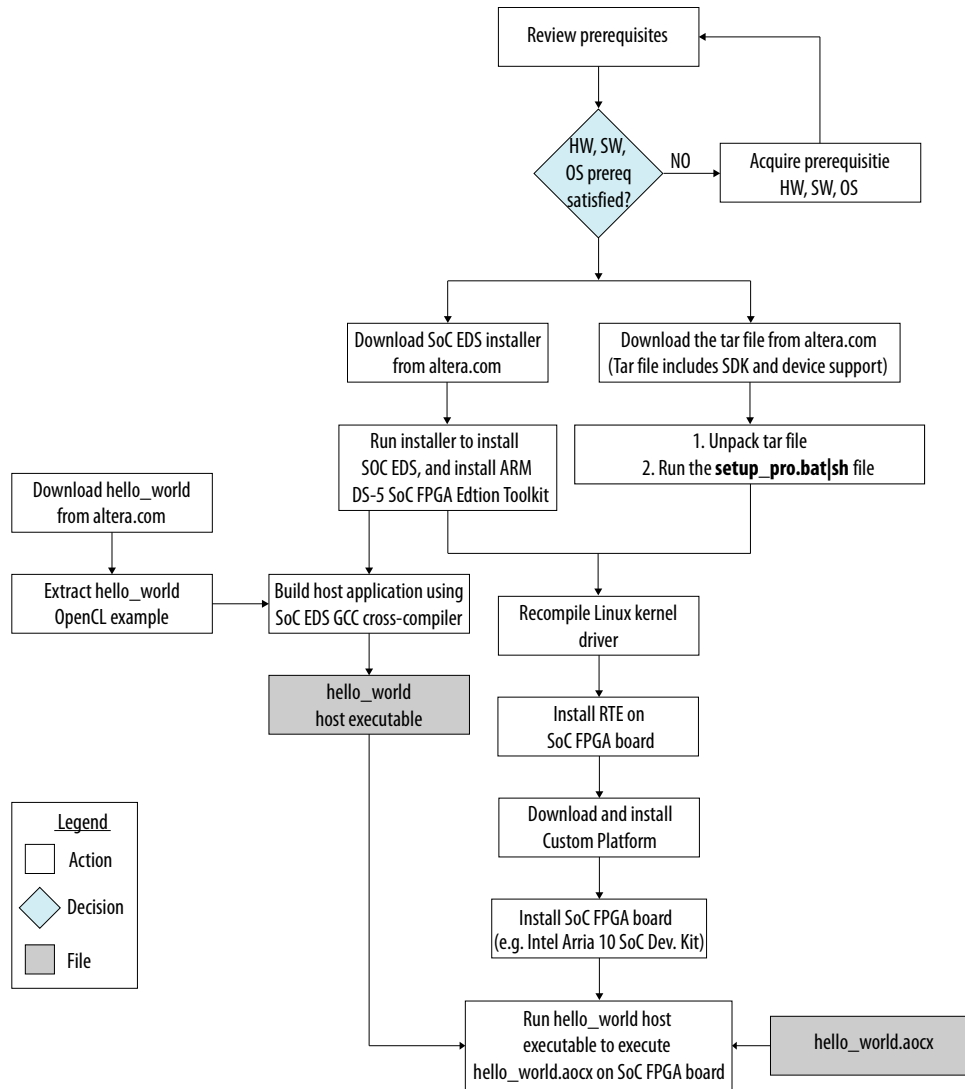 Review prerequisites
HW, SW,
OS prereq
satisfied?
NO
Acquire prerequisitie
HW, SW, OS
Download SoC EDS installer
from altera.com
Download the tar file from altera.com
(Tar file includes SDK and device support)
Run installer to install
SOC EDS, and install ARM
DS-5 SoC FPGA Edtion Toolkit
1. Unpack tar file
2. Run the setup_pro.bat|sh file
Download hello_world
from altera.com
Extract hello_world
OpenCL example
Build host application using
SoC EDS GCC cross-compiler
Recompile Linux kernel
driver
hello_world
host executable
Install RTE on
SoC FPGA board
Download and install
Custom Platform
Legend
Action
Decision
File
Install SoC FPGA board
(e.g. Intel Arria 10 SoC Dev. Kit)
Run hello_world host
executable to execute
hello_world.aocx on SoC FPGA board
hello_world.aocx